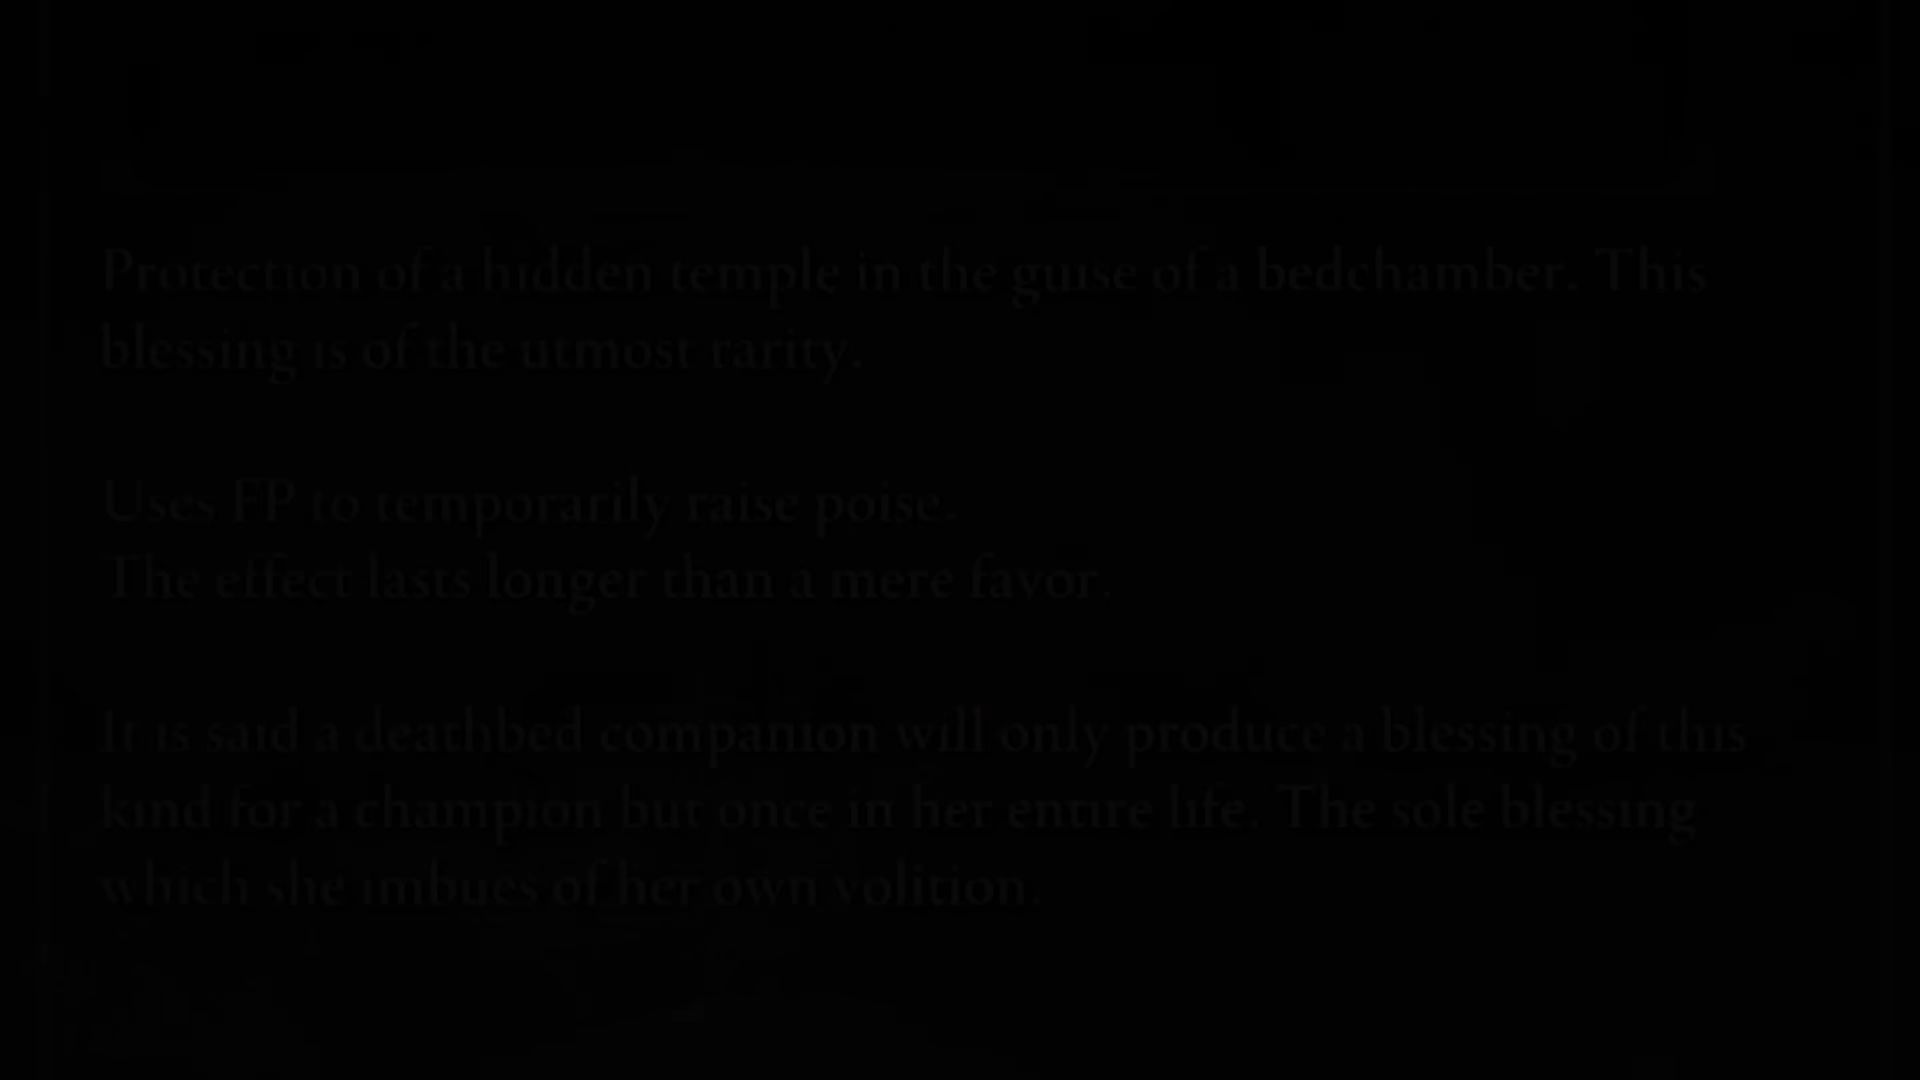 Protection of a hidden temple in the guise of a bedchamber. This
blessing is of the utmost rarity.
Uses FP to temporarily raise poise.
The effect lasts longer than a mere favor.
It is said a deathbed companion will only produce a blessing of this
kind for a champion but once in her entire life. The sole blessing
which she imbues of her own volition.